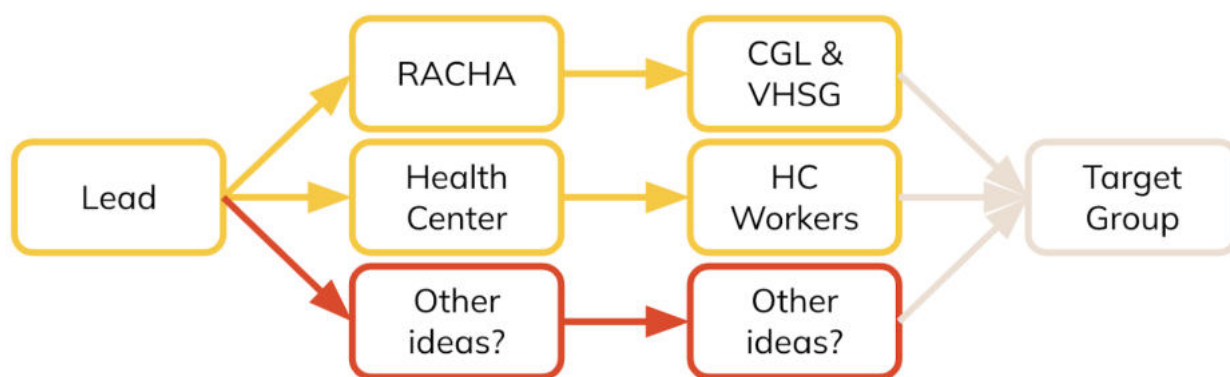 RACHA
CGL &
VHSG
Lead
Health
Center
HC
Workers
Target
Group
Other
ideas?
Other
ideas?